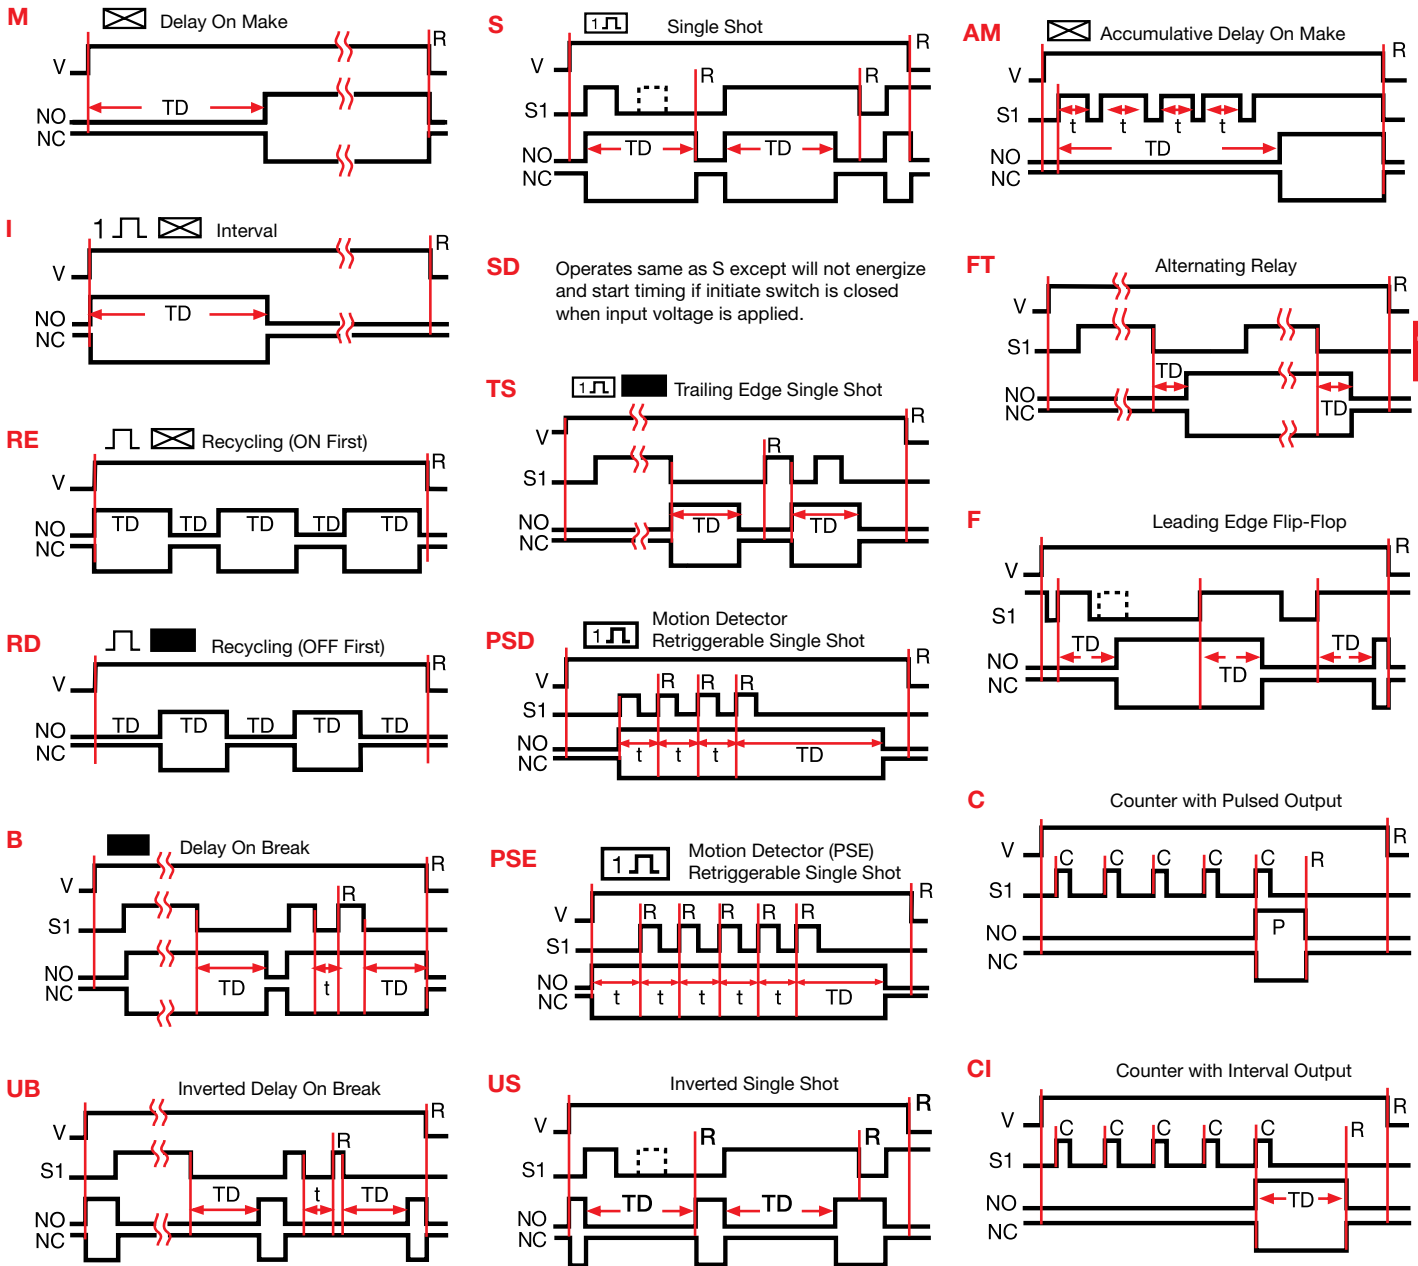 M Delay On Make
R
V
TD
NO
NC
I 1 Interval
R
V
TD
NO
NC
RE Recycling (ON First)
R
V
TD TD TD TD TD
NO
NC
RD Recycling (OFF First)
R
V
TD TD TD TD TD
NO
NC
B Delay On Break
R
V
R
S1
NO
NC
TD t TD
UB Inverted Delay On Break
R
V
R
S1
TD t TD
NO
NC
S 1 Single Shot
R
V
R
S1
TD TD
NO
NC
SD Operates same as S except will not energize
and start timing if initiate switch is closed
when input voltage is applied.
TS 1 Trailing Edge Single Shot
R
V
R
S1
NO
NC
TD TD
PSD 1 Motion Detector
Retriggerable Single Shot
R
V
R R R
S1
NO
NC
t t t TD
PSE 1 Motion Detector (PSE)
Retriggerable Single Shot
R
V
R R R R R
S1
NO
NC
t t t t t TD
US Inverted Single Shot
R
V
R
S1
TD TD
NO
NC
AM Accumulative Delay On Make
R
V
S1
t t t t
TD
NO
NC
FT Alternating Relay
R
V
S1
TD
NO
NC
TD
F Leading Edge Flip-Flop
R
V
S1
TD TD
NO
NC
TD
C Counter with Pulsed Output
R
V
C C C C C R
S1
P
NO
NC
CI Counter with Interval Output
R
V
C C C C C R
S1
TD
NO
NC